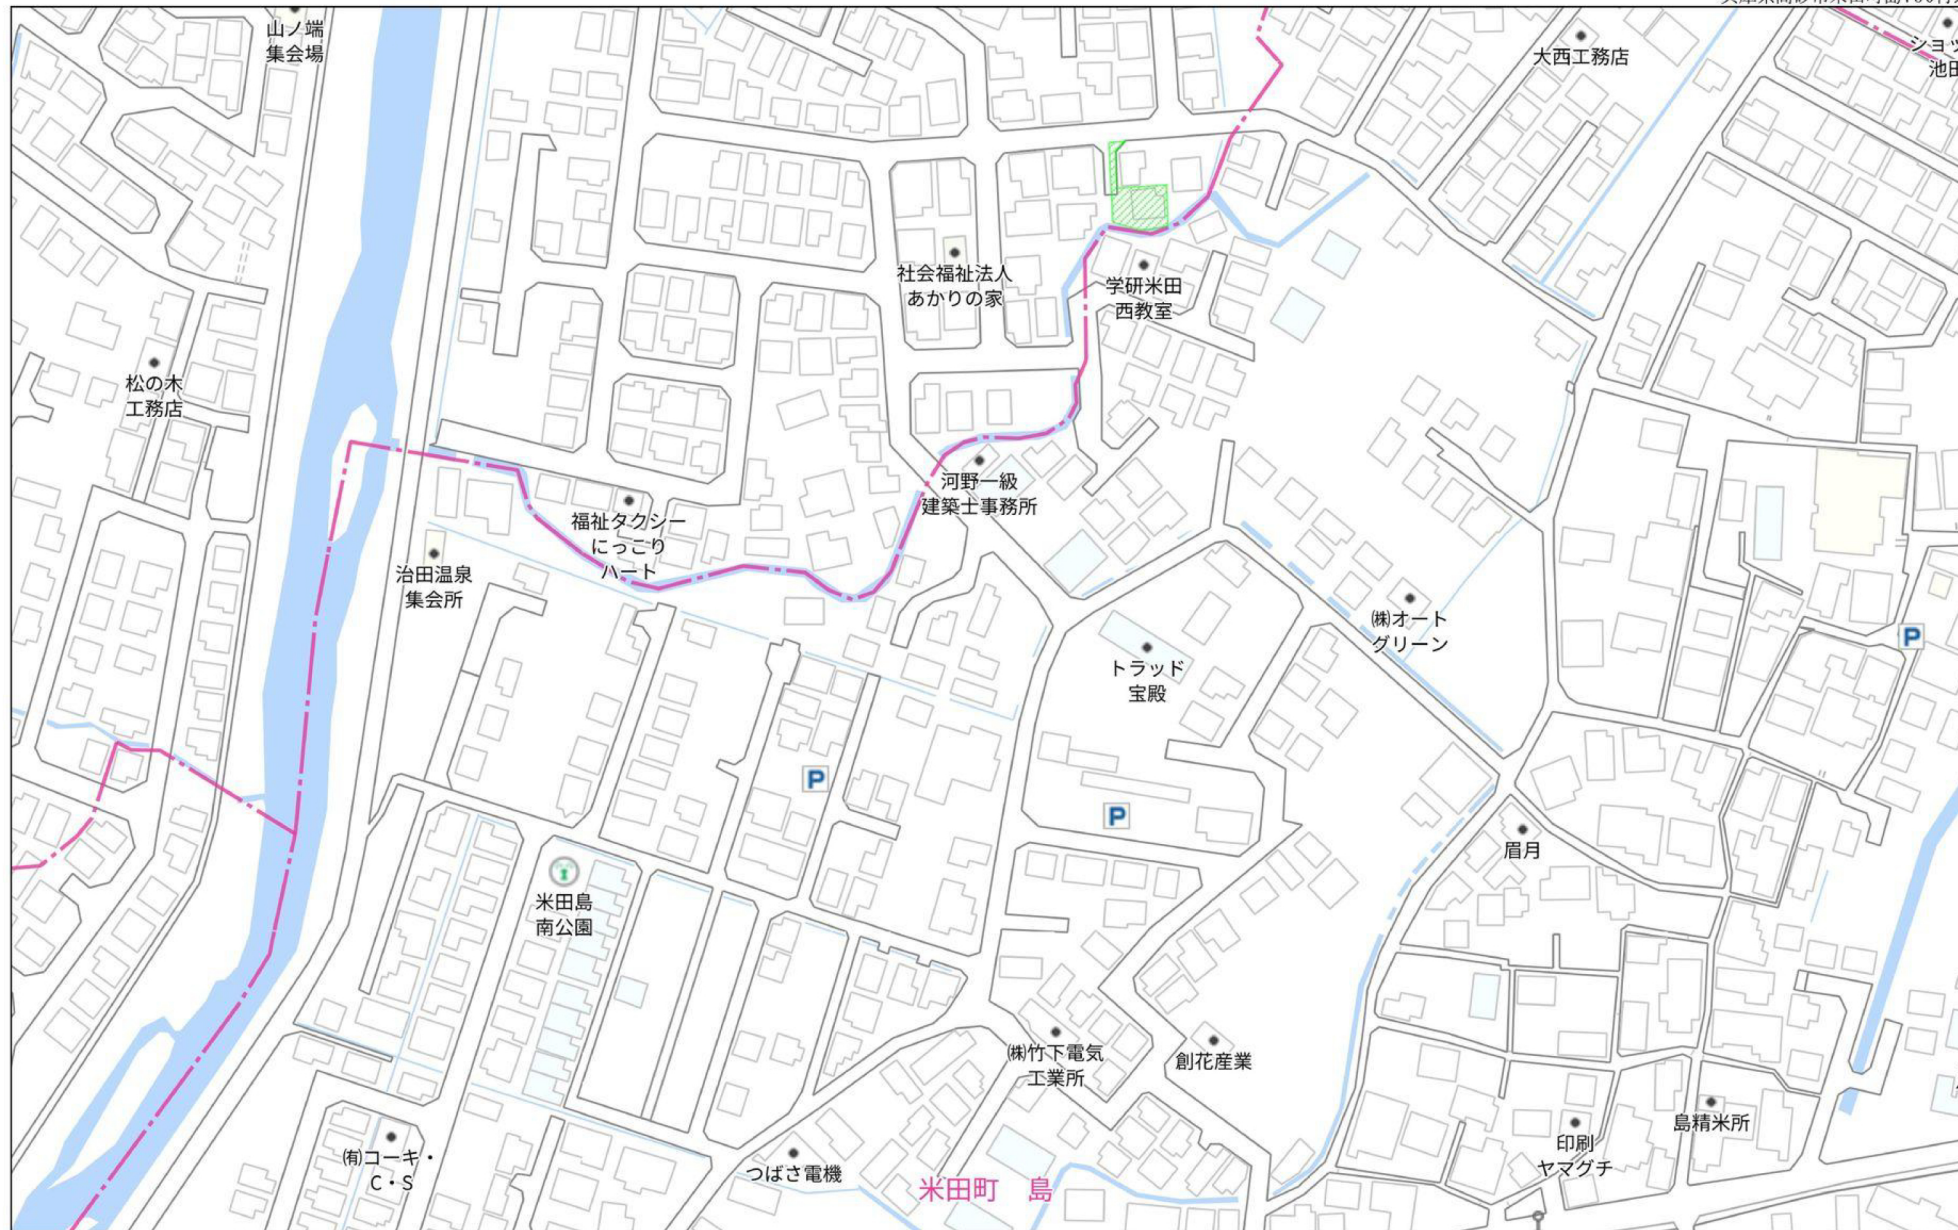 山ノ端
集会場
大西工務店
ショッ
池田
社会福祉法人
あかりの家
学研米田
西教室
松の木
工務店
河野一級
建築士事務所
福祉タクシー
にっこり
ハート
治田温泉
集会所
㈱オート
グリーン
P
トラッド
宝殿
P
P
眉月
米田島
南公園
㈱竹下電気
工業所
創花産業
島精米所
印刷
ヤマグチ
㈲コーキ・
C・S
つばさ電機
米田町　島